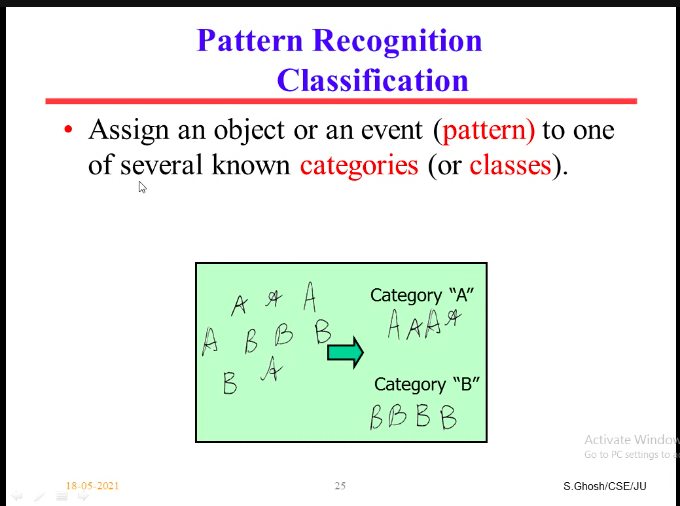 Pattern Recognition
Classification
• Assign an object or an event (pattern) to one
of several known categories (or classes).
A A A
A B B B
B A
Category “A”
A A A A
Category “B”
B B B B
Activate Window
Go to PC settings to a
18-05-2021
25
S.Ghosh/CSE/JU